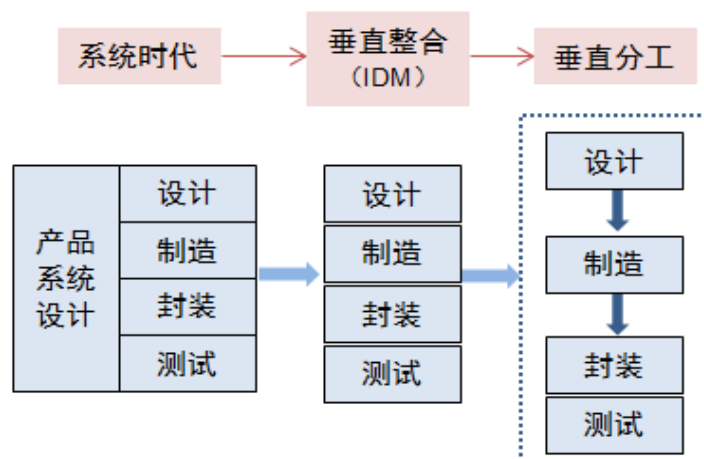 系统时代
垂直整合
（IDM）
垂直分工
产品
系统
设计
设计
制造
封装
测试
设计
制造
封装
测试
设计
制造
封装
测试